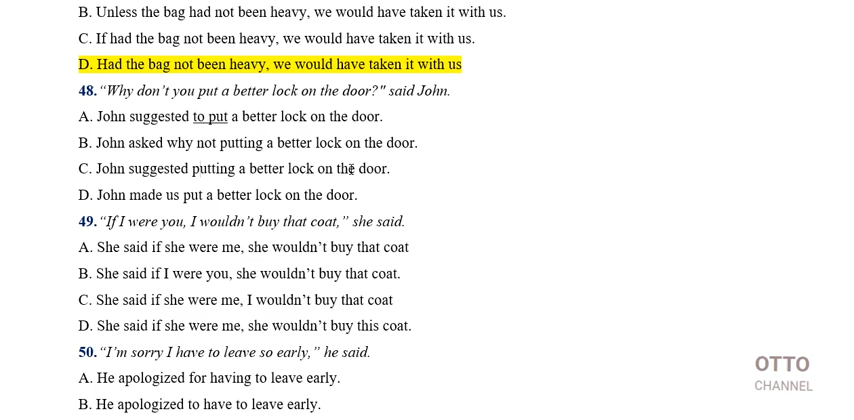 B. Unless the bag had not been heavy, we would have taken it with us.
C. If had the bag not been heavy, we would have taken it with us.
D. Had the bag not been heavy, we would have taken it with us
48. “Why don’t you put a better lock on the door?" said John.
A. John suggested to put a better lock on the door.
B. John asked why not putting a better lock on the door.
C. John suggested putting a better lock on the door.
D. John made us put a better lock on the door.
49. “If I were you, I wouldn’t buy that coat,” she said.
A. She said if she were me, she wouldn’t buy that coat
B. She said if I were you, she wouldn’t buy that coat.
C. She said if she were me, I wouldn’t buy that coat
D. She said if she were me, she wouldn’t buy this coat.
50. “I’m sorry I have to leave so early,” he said.
A. He apologized for having to leave early.
B. He apologized to have to leave early.
OTTO
CHANNEL